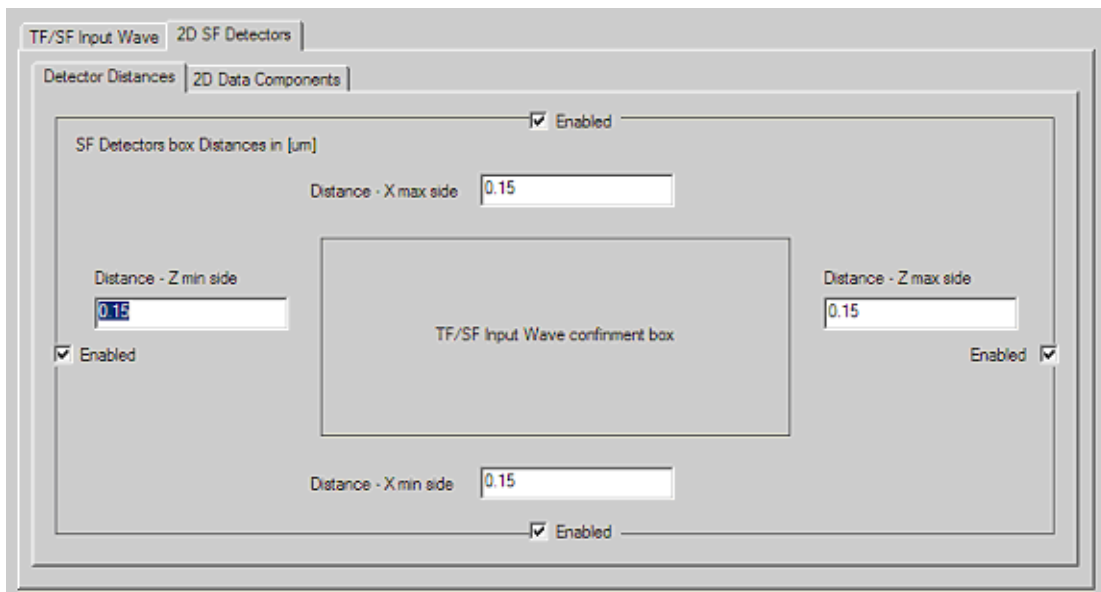 TF/SF Input Wave 2D SF Detectors
Detector Distances 2D Data Components
Enabled
SF Detectors box Distances in [um]
Distance - X max side 0.15
Distance - Z min side
0.15
Enabled
TF/SF Input Wave confinment box
Distance - Z max side
0.15
Enabled
Distance - X min side 0.15
Enabled